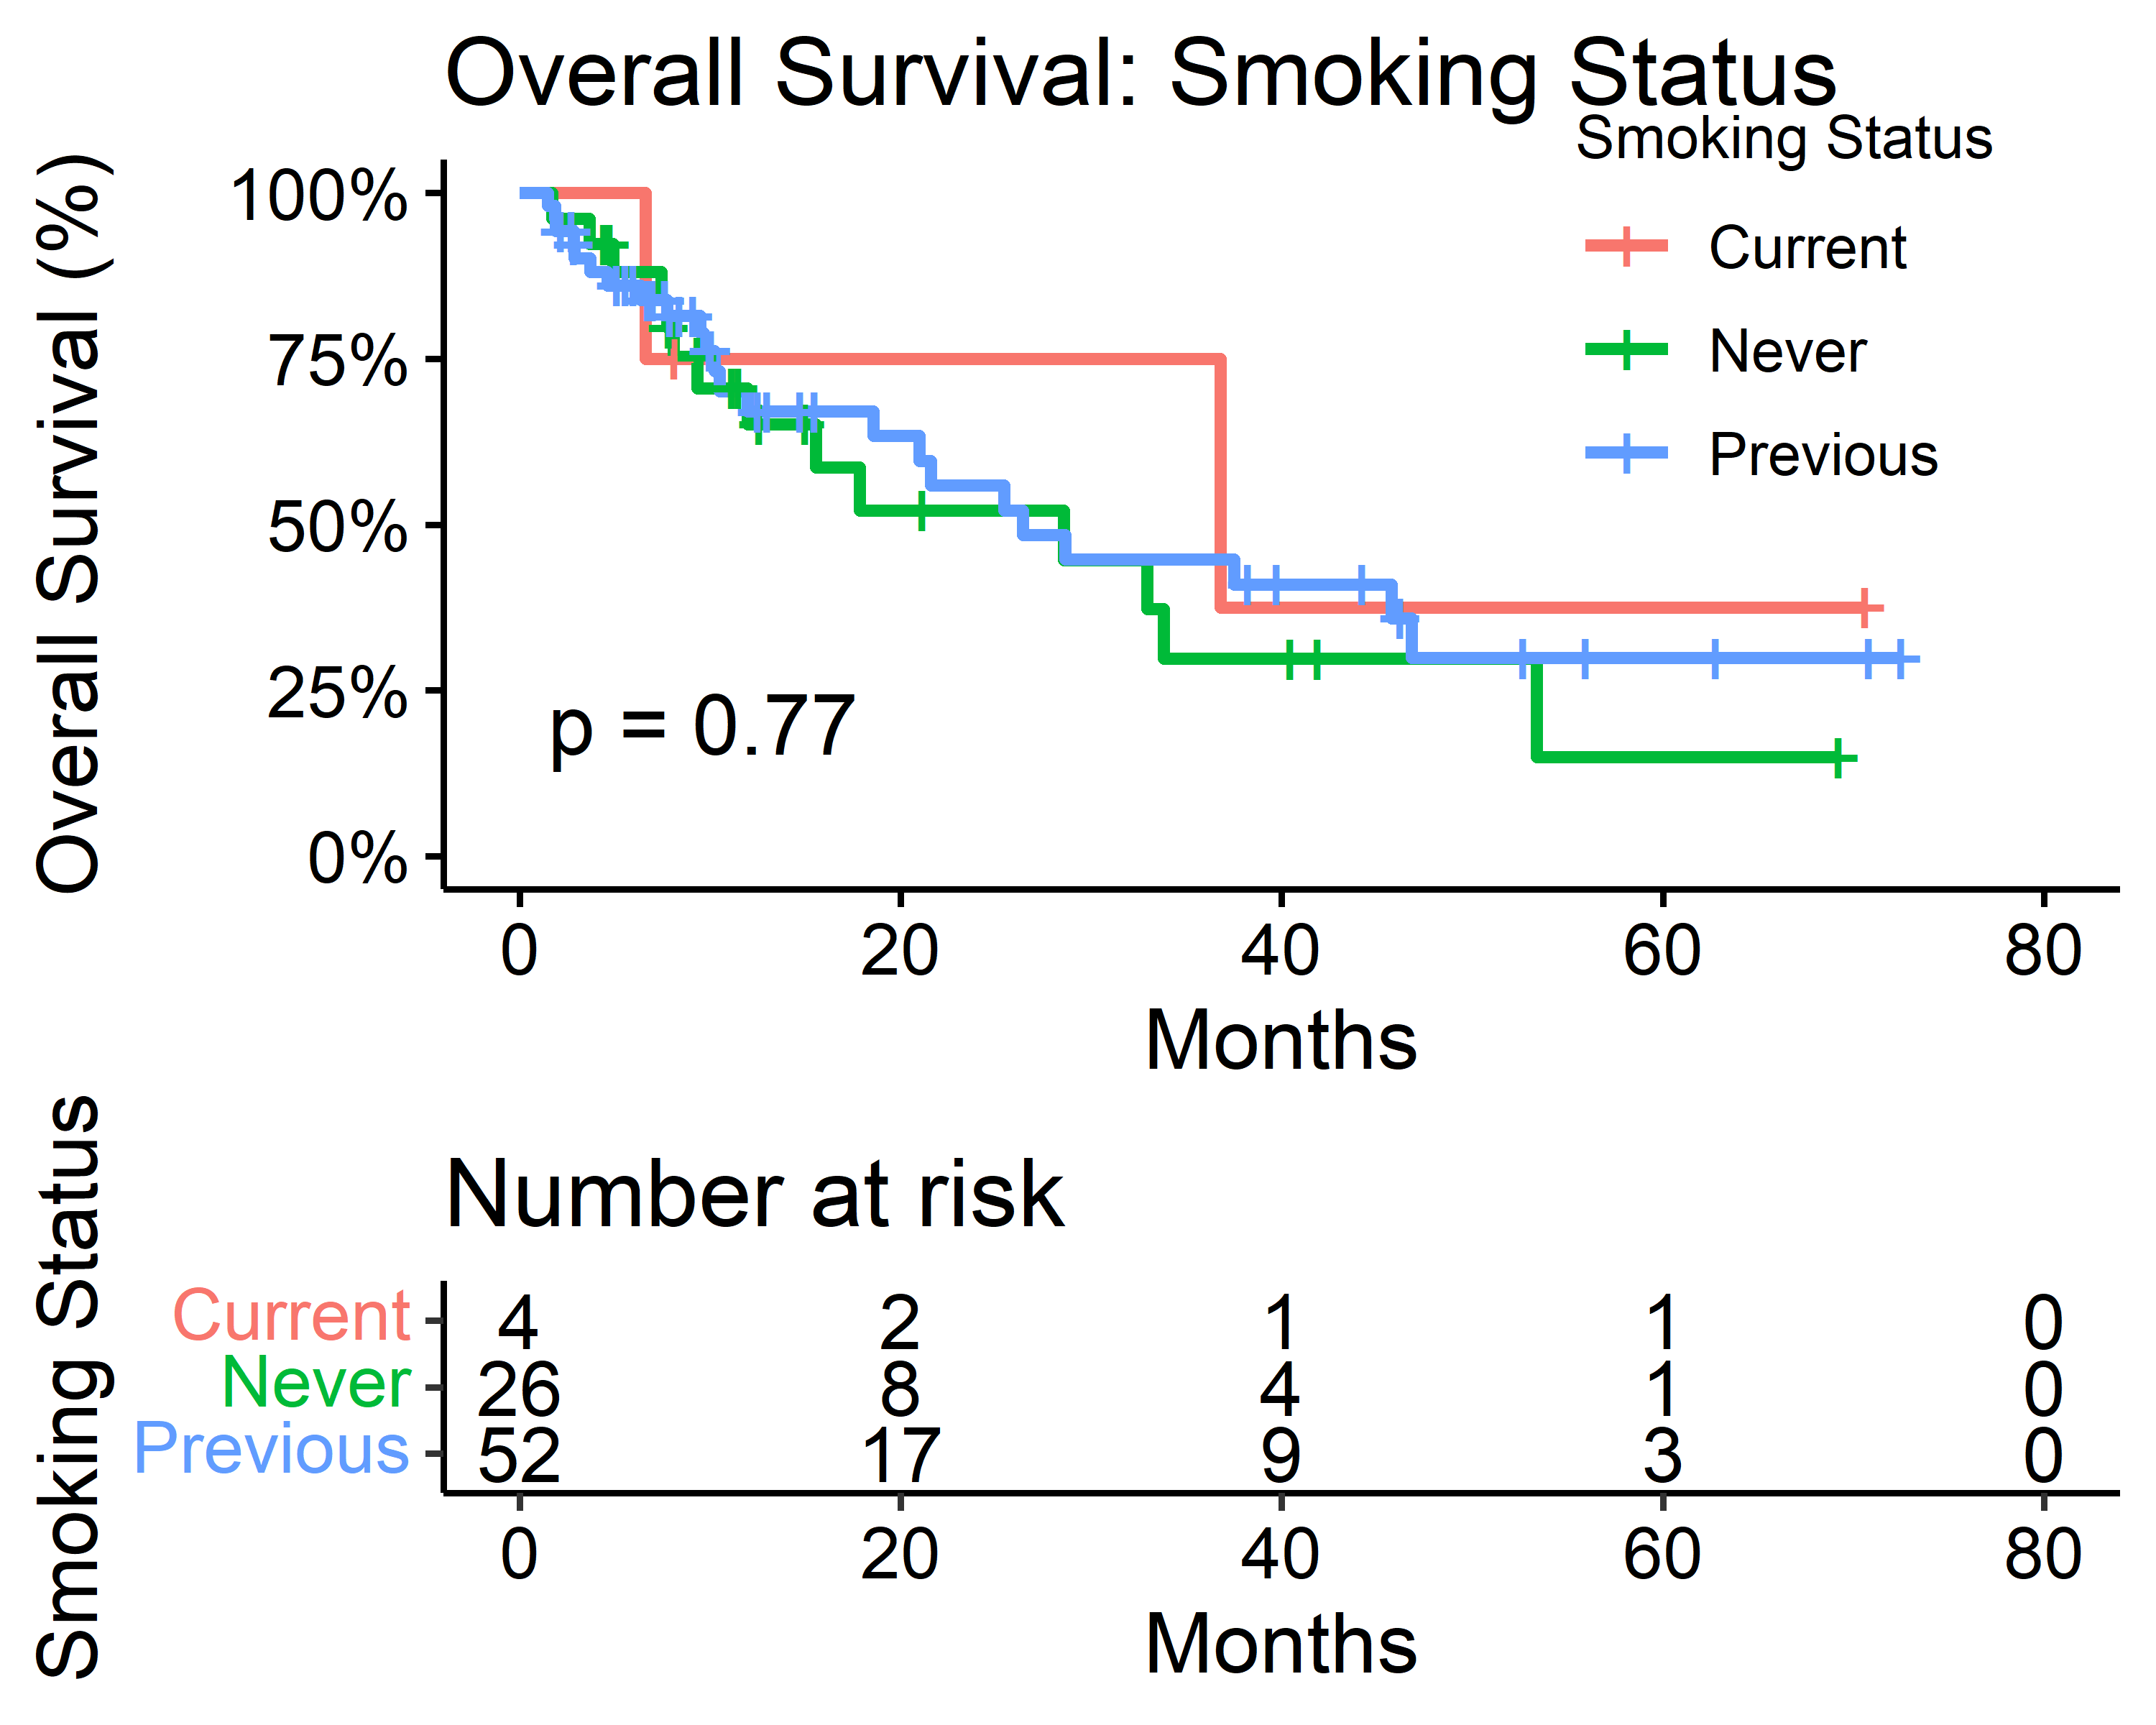 Overall Survival: Smoking Status
Smoking Status
Current
Never
Previous
Overall Survival (%)
100%
75%
50%
25%
0%
p = 0.77
0 20 40 60 80
Months
Number at risk
Smoking Status
Current 4 2 1 1 0
Never 26 8 4 1 0
Previous 52 17 9 3 0
0 20 40 60 80
Months